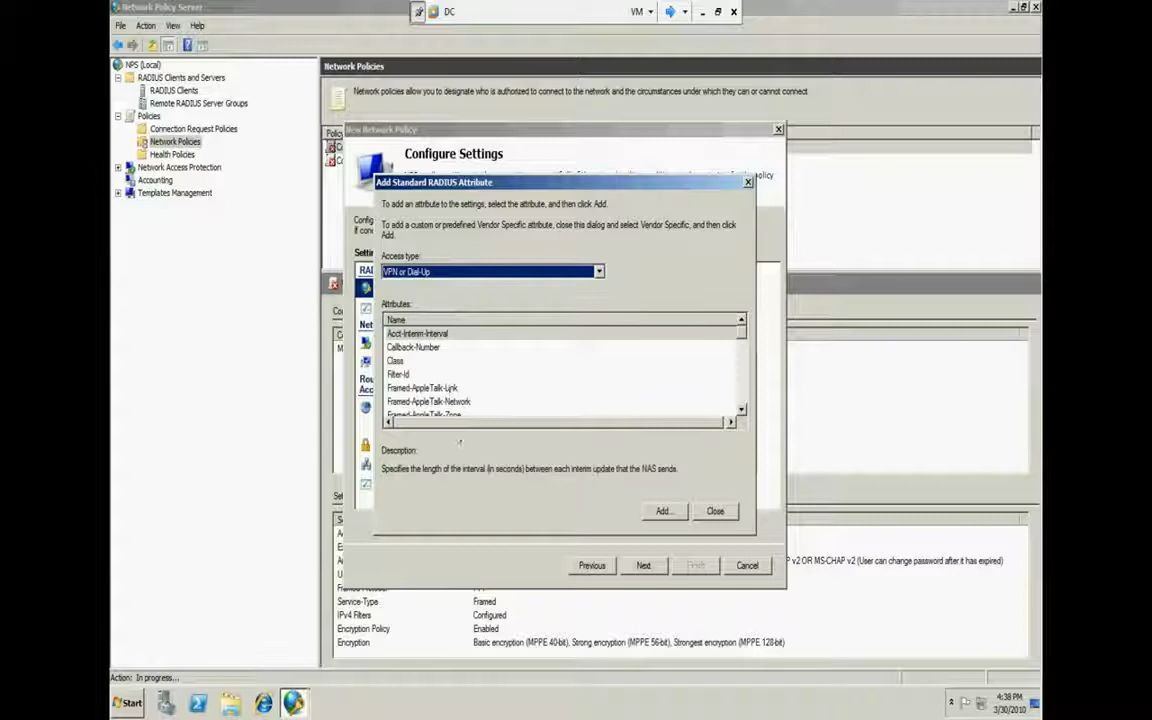 Network Policy Server
DC
VM
File Action View Help
NPS (Local)
RADIUS Clients and Servers
RADIUS Clients
Remote RADIUS Server Groups
Policies
Connection Request Policies
Network Policies
Health Policies
Network Access Protection
Accounting
Templates Management
Network Policies
Network policies allow you to designate who is authorized to connect to the network and the circumstances under which they can or cannot connect
New Network Policy
Configure Settings
policy
Add Standard RADIUS Attribute
To add an attribute to the settings, select the attribute, and then click Add.
To add a custom or predefined Vendor Specific attribute, close this dialog and select Vendor Specific, and then click
Add.
Access type:
VPN or Dial-Up
Attributes:
Name
Acct-Interim-Interval
Callback-Number
Class
Filter-Id
Framed-AppleTalk-Link
Framed-AppleTalk-Network
Framed-AppleTalk-Zone
Description:
Specifies the length of the interval (in seconds) between each interim update that the NAS sends.
Add... Close
Previous Next Finish Cancel
v2 OR MS-CHAP v2 (User can change password after it has expired)
Service-Type Framed
IPv4 Filters Configured
Encryption Policy Enabled
Encryption Basic encryption (MPPE 40-bit), Strong encryption (MPPE 56-bit), Strongest encryption (MPPE 128-bit)
Action: In progress...
Start
4:38 PM
3/30/2010